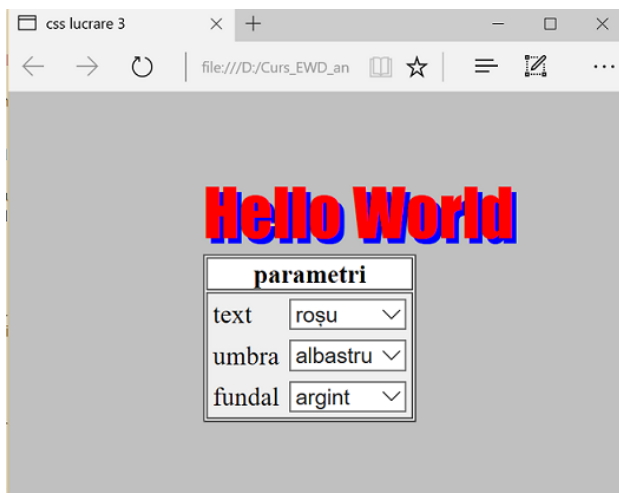 css lucrare 3
file:///D:/Curs_EWD_an
Hello World
parametri
text roșu
umbra albastru
fundal argint